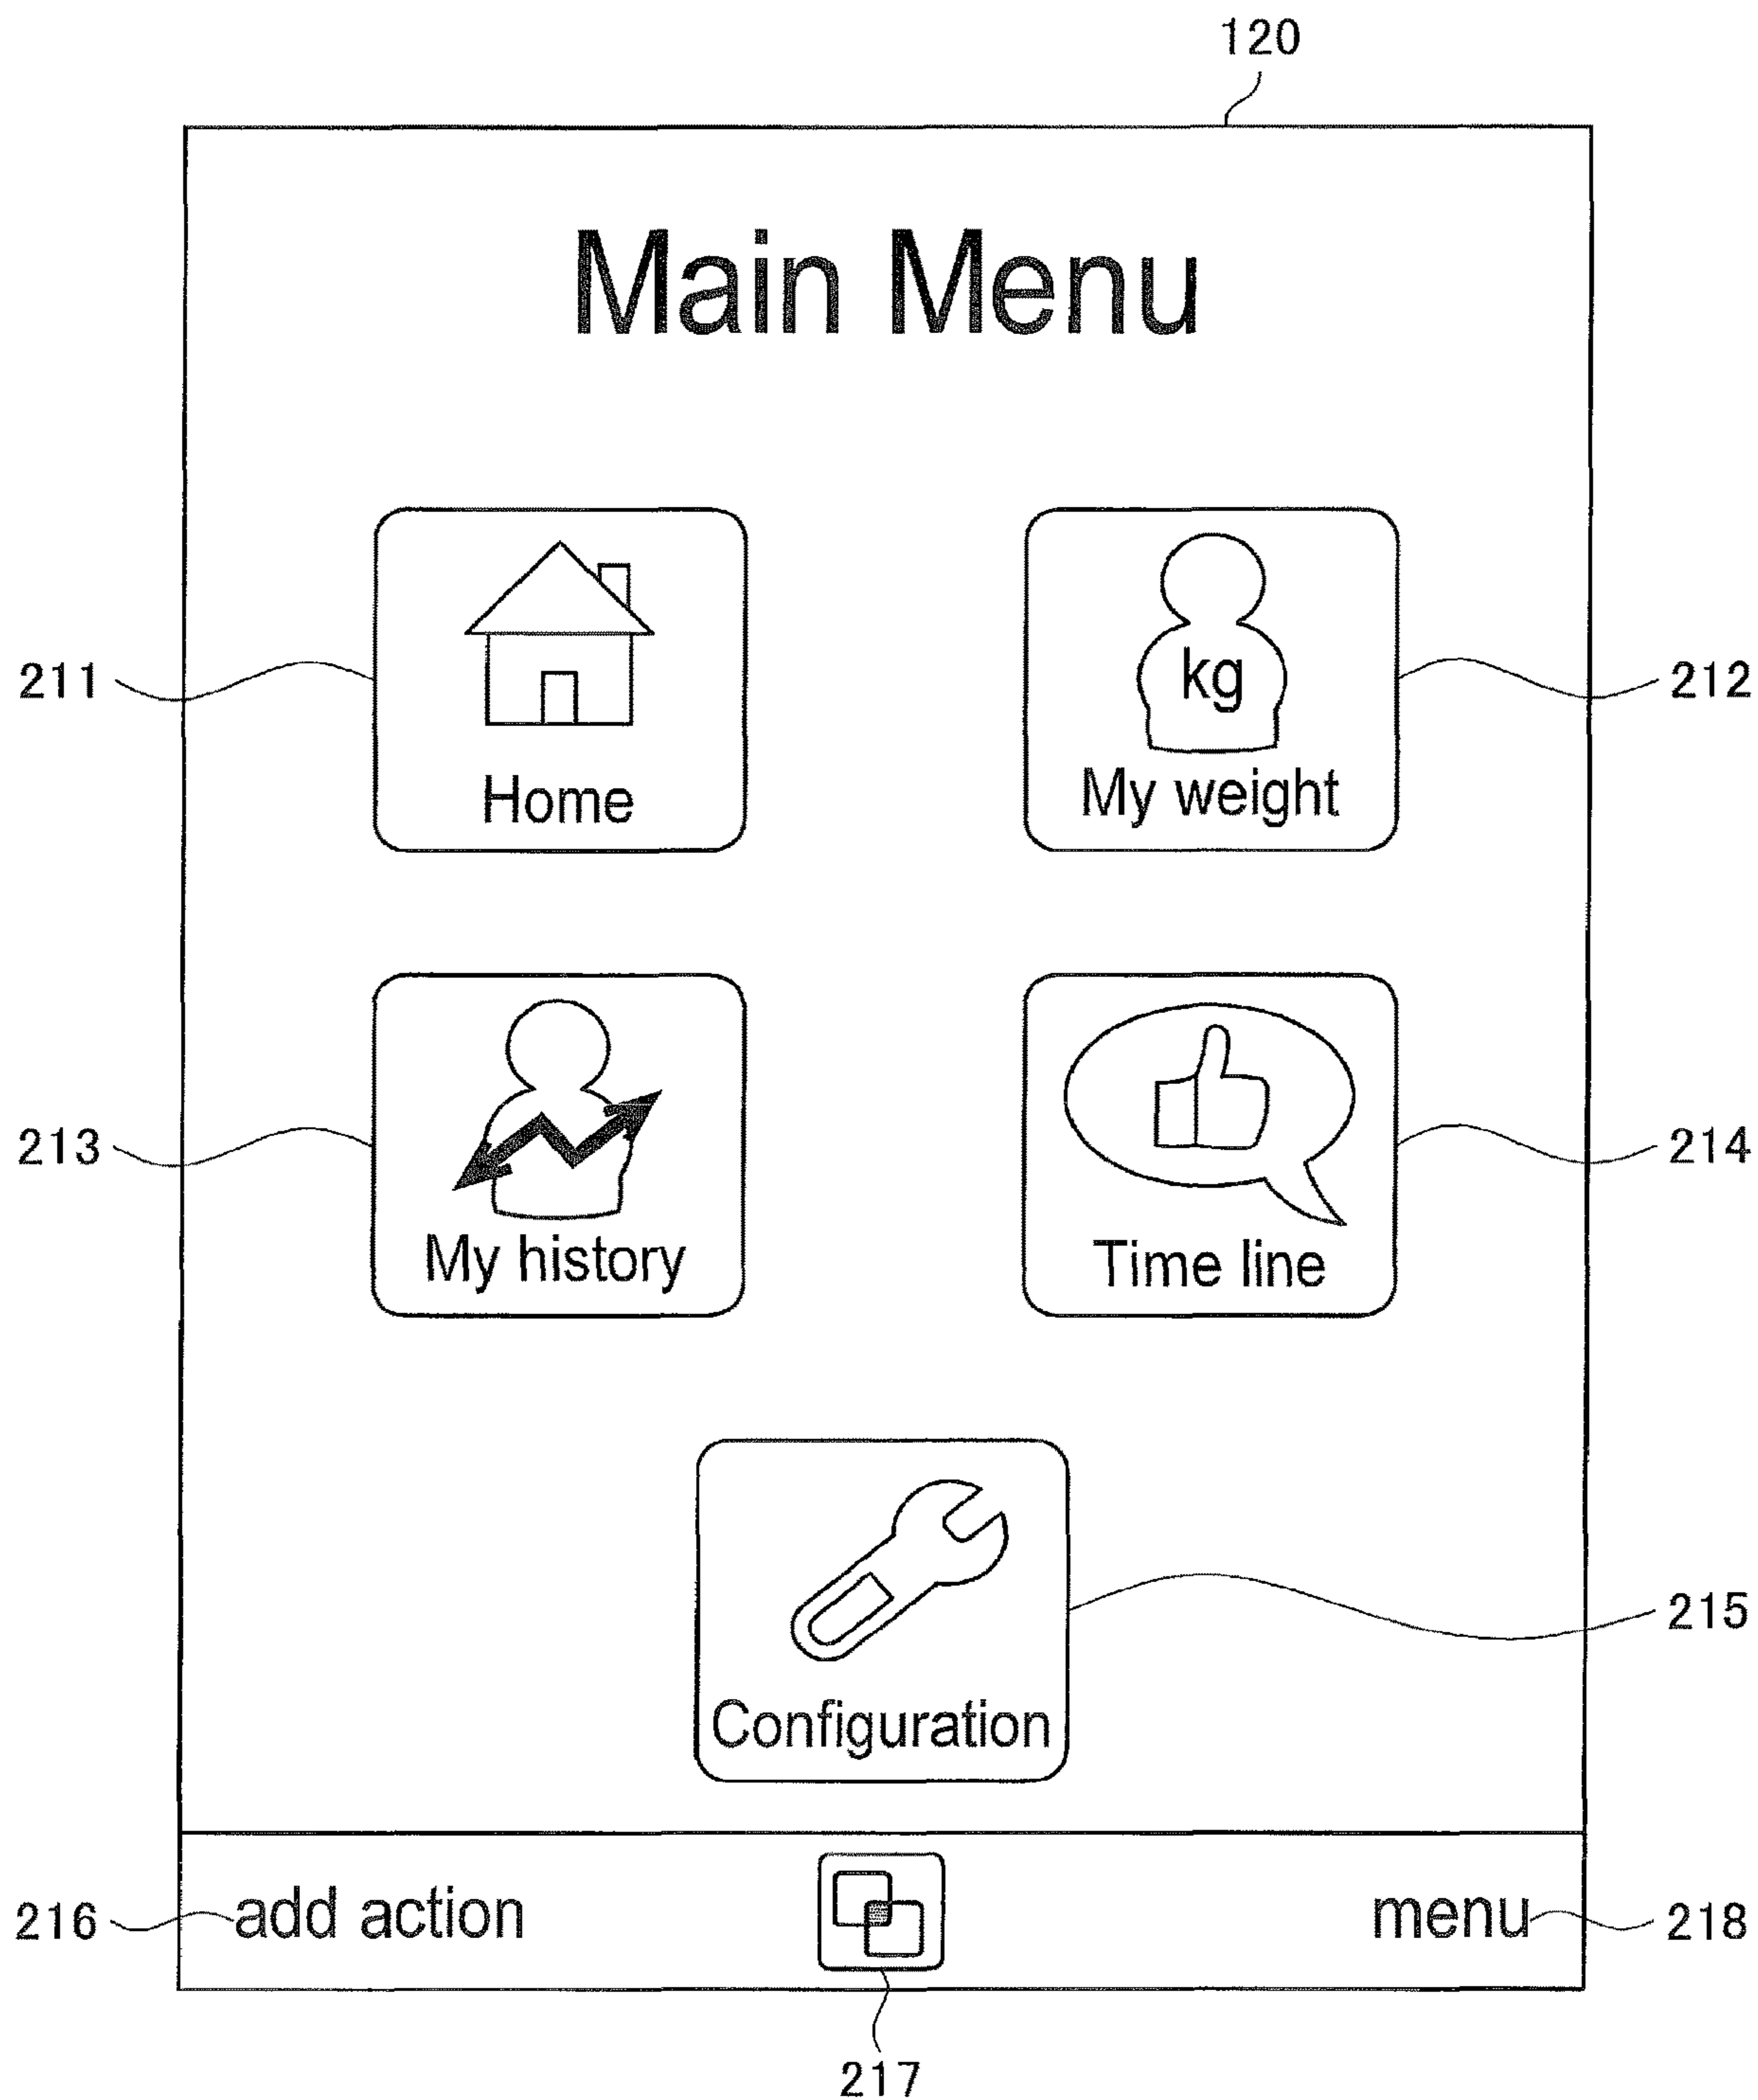 120
Main Menu
kg
211
212
Home
My weight
213
214
My history
Time line
215
Configuration
216
add action
menu
218
217